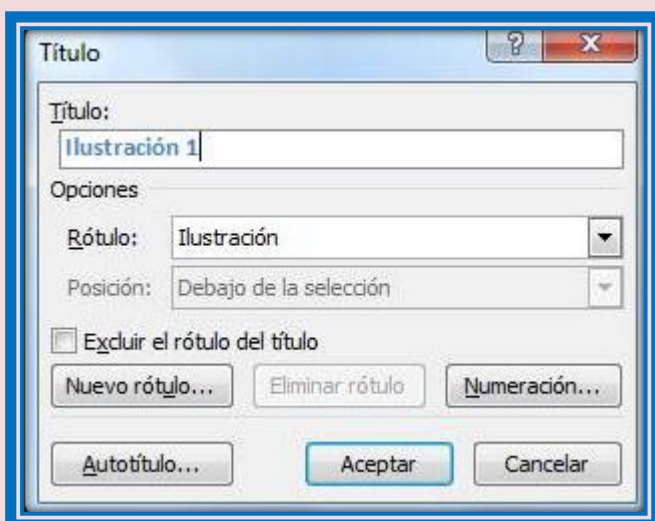 Título
Título:
Ilustración 1
Opciones
Rótulo: Ilustración
Posición: Debajo de la selección
Excluir el rótulo del título
Nuevo rótulo... Eliminar rótulo Numeración...
Autotítulo... Aceptar Cancelar